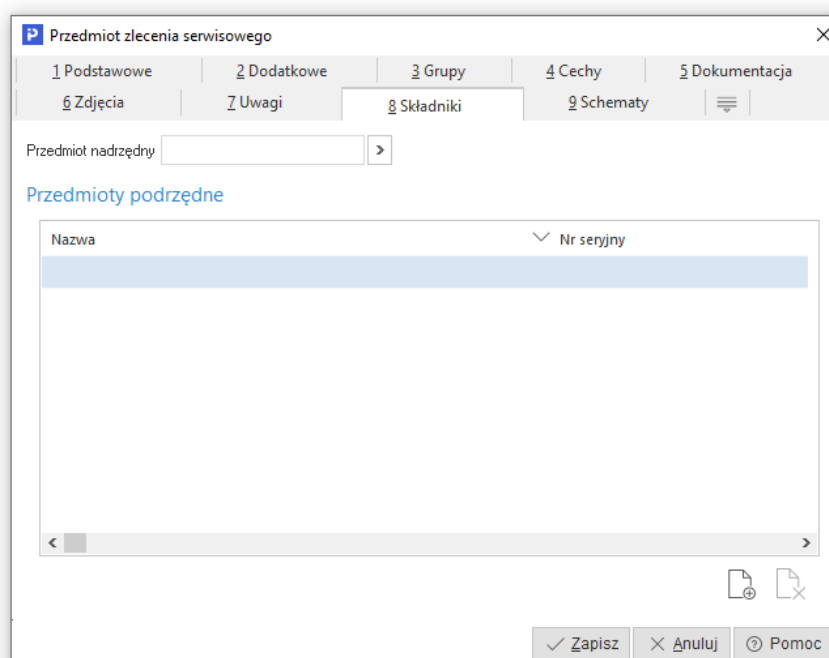 Przedmiot zlecenia serwisowego
1 Podstawowe 2 Dodatkowe 3 Grupy 4 Cechy 5 Dokumentacja
6 Zdjęcia 7 Uwagi 8 Składniki 9 Schematy
Przedmiot nadrzędny
Przedmioty podrzędne
Nazwa Nr seryjny
Zapisz Anuluj Pomoc